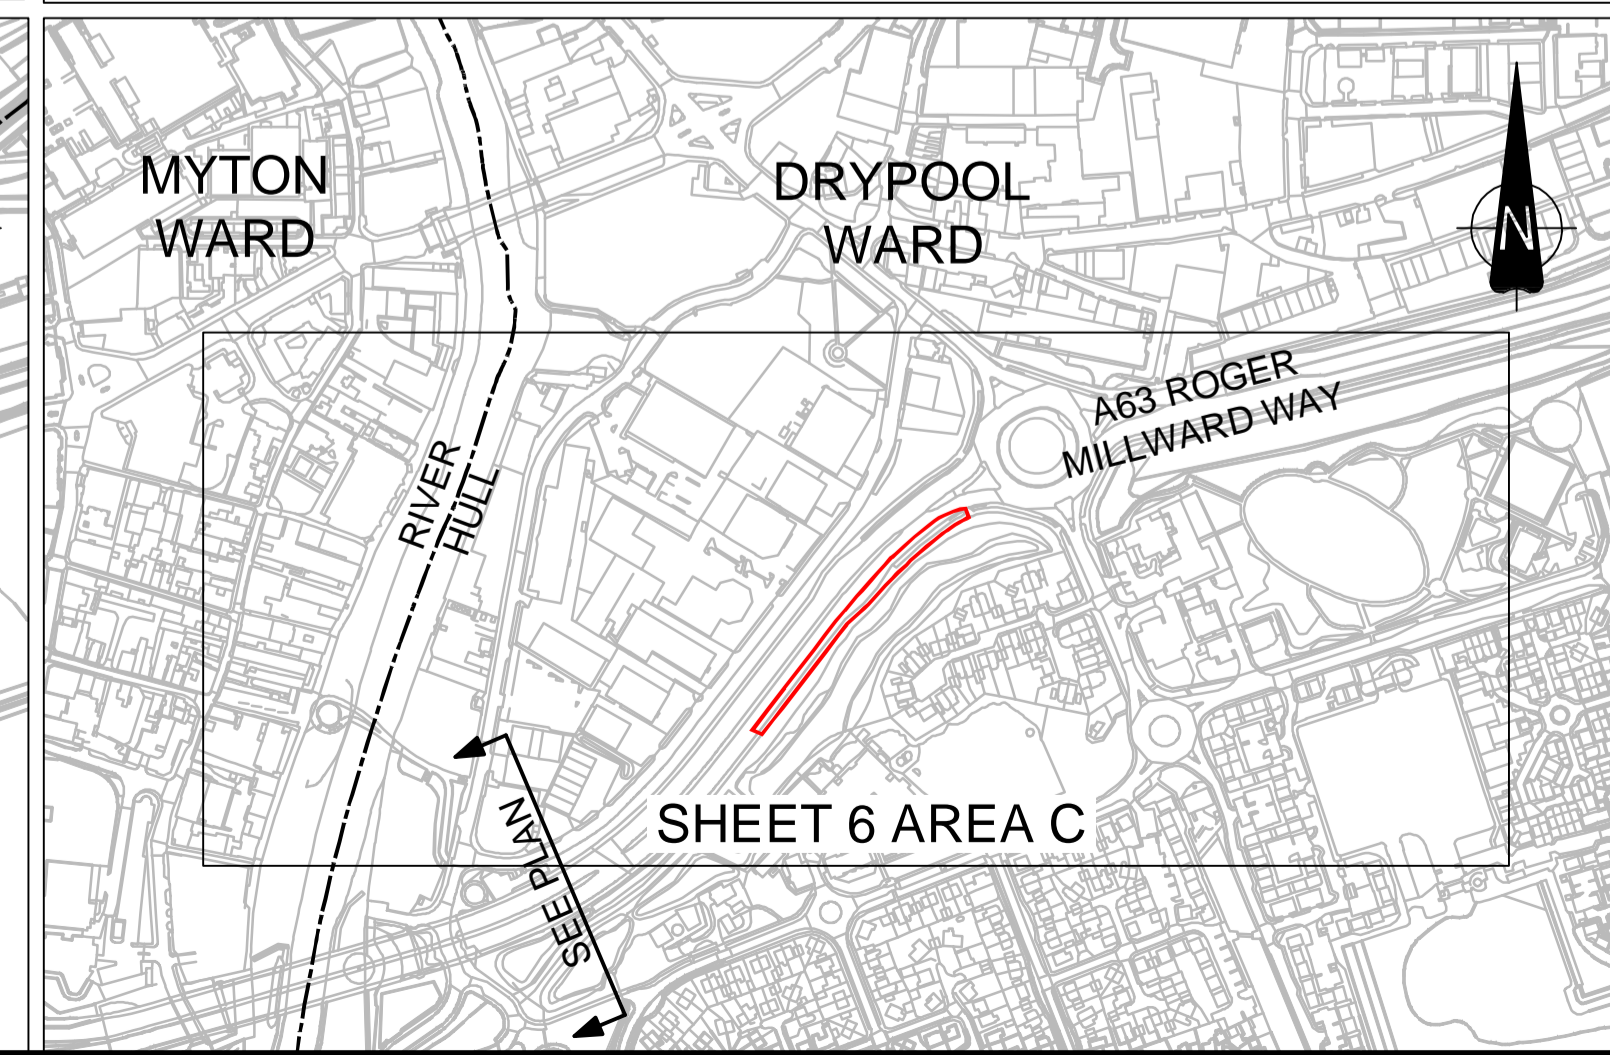 MYTON
WARD
DRYPOOL
WARD
N
A63 ROGER
MILLWARD WAY
RIVER
HULL
SEE PLAN
SHEET 6 AREA C